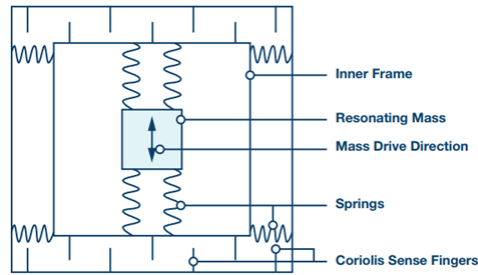 Inner Frame
Resonating Mass
Mass Drive Direction
Springs
Coriolis Sense Fingers